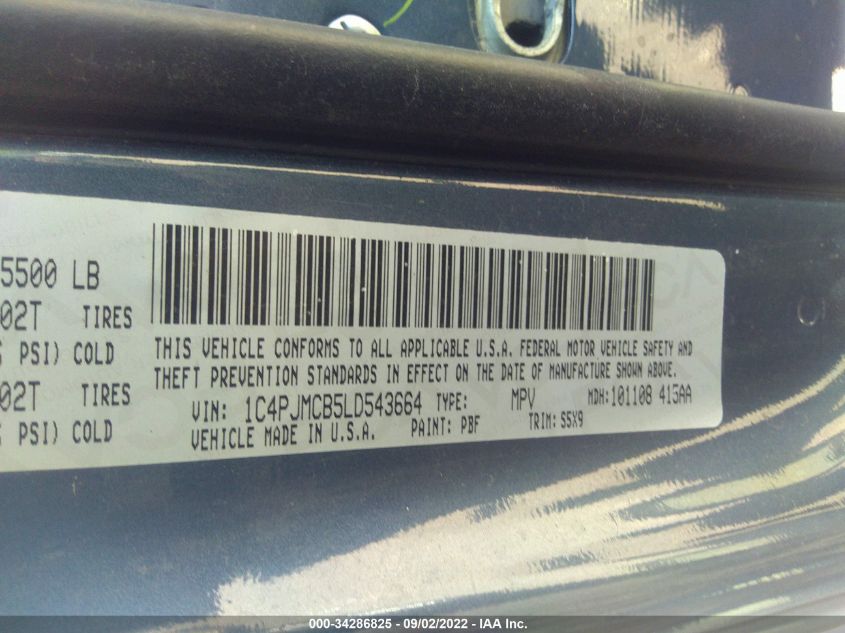 5500 LB
02T TIRES
PSI) COLD
02T TIRES
PSI) COLD
THIS VEHICLE CONFORMS TO ALL APPLICABLE U.S.A. FEDERAL MOTOR VEHICLE SAFETY AND
THEFT PREVENTION STANDARDS IN EFFECT ON THE DATE OF MANUFACTURE SHOWN ABOVE.
VIN: 1C4PJMCB5LD543664 TYPE: MPV MDH:101108 415AA
VEHICLE MADE IN U.S.A. PAINT: PBF TRIM: S5X9
000-34286825 - 09/02/2022 - IAA Inc.